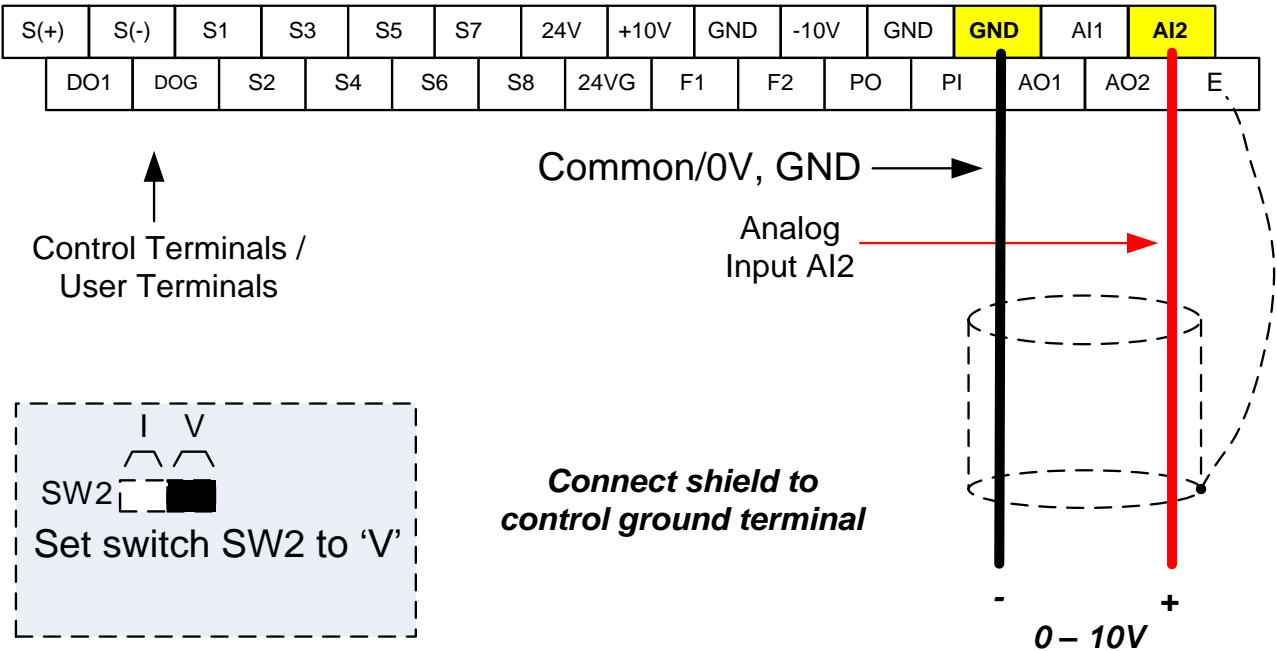 S(+) S(-) S1 S3 S5 S7 24V +10V GND -10V GND GND AI1 AI2
DO1 DOG S2 S4 S6 S8 24VG F1 F2 PO PI AO1 AO2 E
Common/0V, GND
Analog
Input AI2
Control Terminals /
User Terminals
I V
SW2
Set switch SW2 to ‘V’
Connect shield to
control ground terminal
- +
0 – 10V